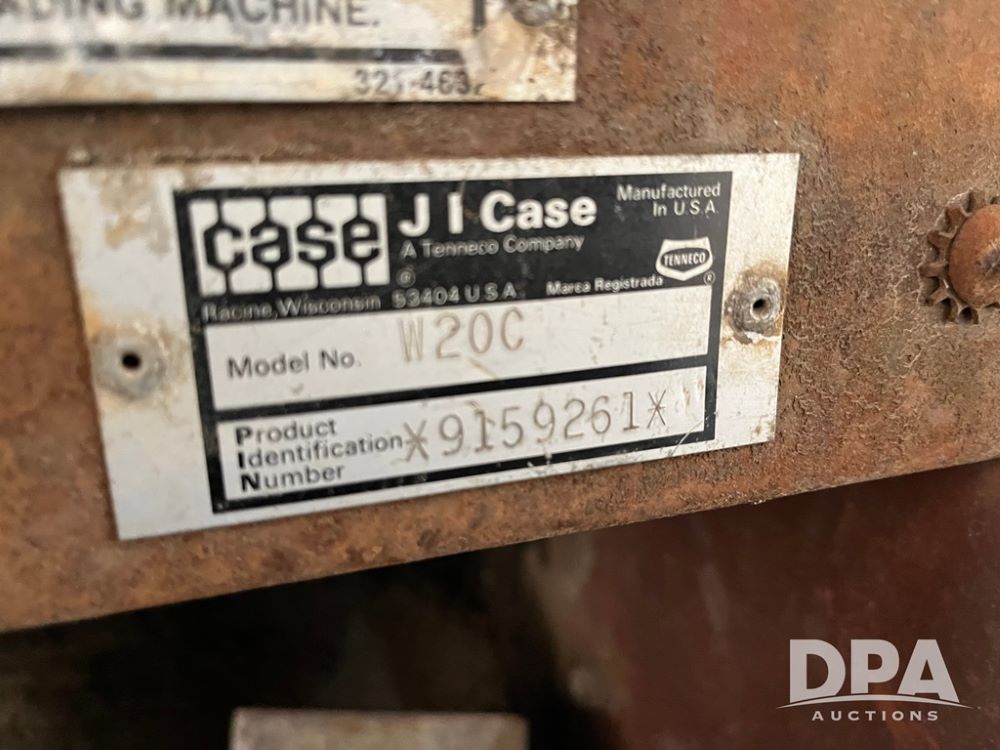 ADING MACHINE.
321-463
case
J I Case
A Tenneco Company
Manufactured
In U.S.A.
TENNECO
®
Racine, Wisconsin 53404 U.S.A. Marca Registrada ®
Model No. W20C
Product
Identification *9159261*
Number
DPA
AUCTIONS